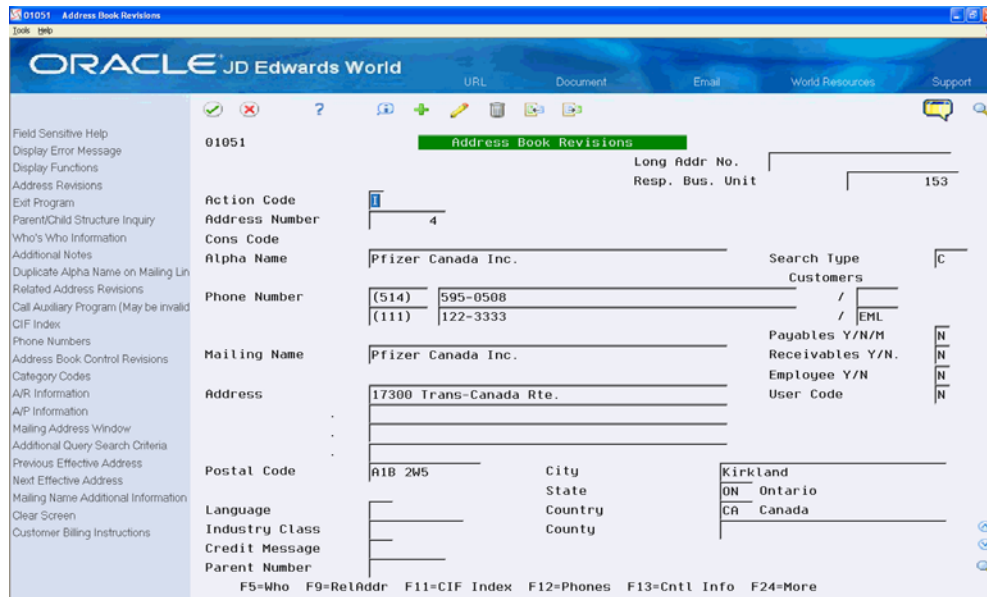 01051 Address Book Revisions
Tools Help
ORACLE JD Edwards World
URL Document Email World Resources Support
Field Sensitive Help
Display Error Message
Display Functions
Address Revisions
Exit Program
Parent/Child Structure Inquiry
Who's Who Information
Additional Notes
Duplicate Alpha Name on Mailing Lin
Related Address Revisions
Call Auxiliary Program (May be invalid
CIF Index
Phone Numbers
Address Book Control Revisions
Category Codes
A/R Information
A/P Information
Mailing Address Window
Additional Query Search Criteria
Previous Effective Address
Next Effective Address
Mailing Name Additional Information
Clear Screen
Customer Billing Instructions
01051 Address Book Revisions
Long Addr No.
Resp. Bus. Unit 153
Action Code I
Address Number 4
Cons Code
Alpha Name Pfizer Canada Inc. Search Type C
Customers
Phone Number (514) 595-0508 /
(111) 122-3333 / EML
Payables Y/N/M N
Mailing Name Pfizer Canada Inc. Receivables Y/N. N
Employee Y/N N
Address 17300 Trans-Canada Rte. User Code N
.
.
.
Postal Code A1B 2W5 City Kirkland
State ON Ontario
Language Country CA Canada
Industry Class County
Credit Message
Parent Number
F5=Who F9=RelAddr F11=CIF Index F12=Phones F13=Cntl Info F24=More